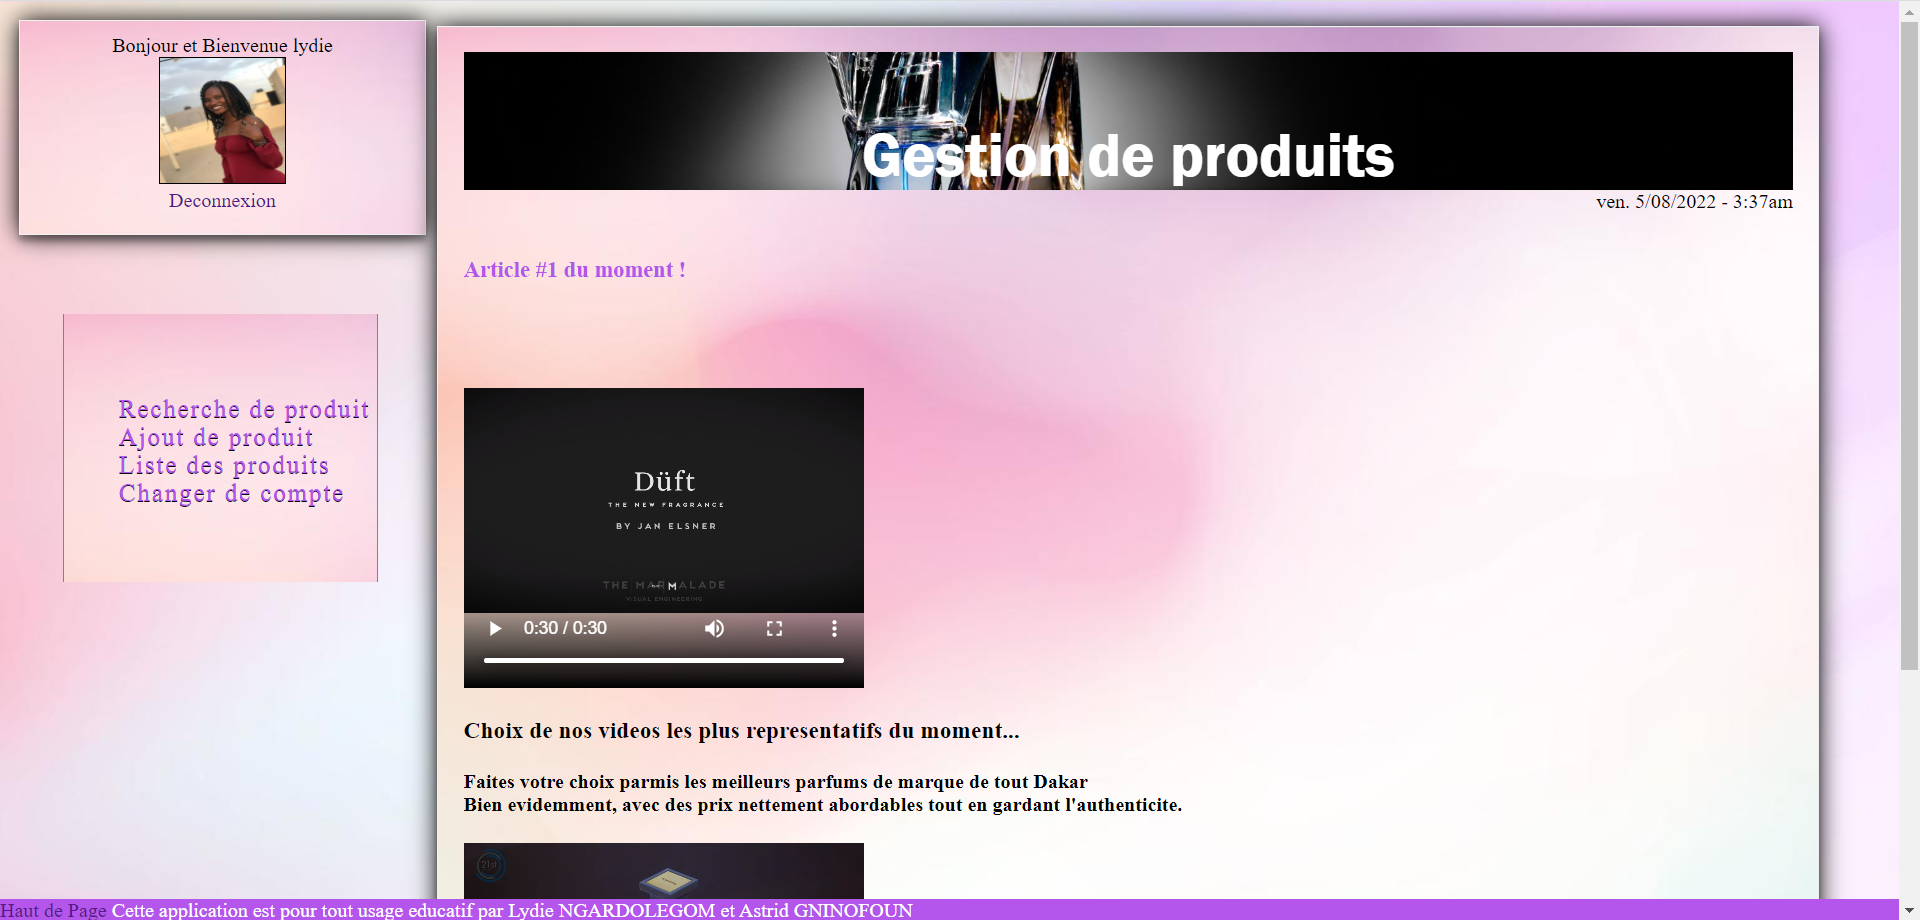 Bonjour et Bienvenue lydie
Deconnexion
Recherche de produit
Ajout de produit
Liste des produits
Changer de compte
Gestion de produits
ven. 5/08/2022 - 3:37am
Article #1 du moment !
Düft
THE NEW FRAGRANCE
BY JAN ELSNER
THE MARMALADE
VISUAL ENGINEERING
0:30 / 0:30
Choix de nos videos les plus representatifs du moment...
Faites votre choix parmis les meilleurs parfums de marque de tout Dakar
Bien evidemment, avec des prix nettement abordables tout en gardant l'authenticite.
21st
Haut de Page Cette application est pour tout usage educatif par Lydie NGARDOLEGOM et Astrid GNINOFOUN